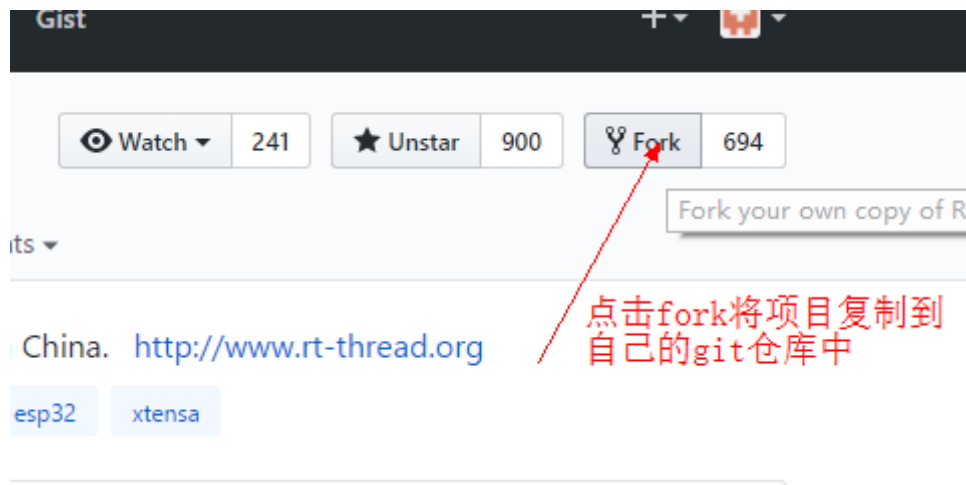 Gist
Watch 241 Unstar 900 Fork 694
Fork your own copy of R
点击fork将项目复制到
自己的git仓库中
China. http://www.rt-thread.org
esp32 xtensa